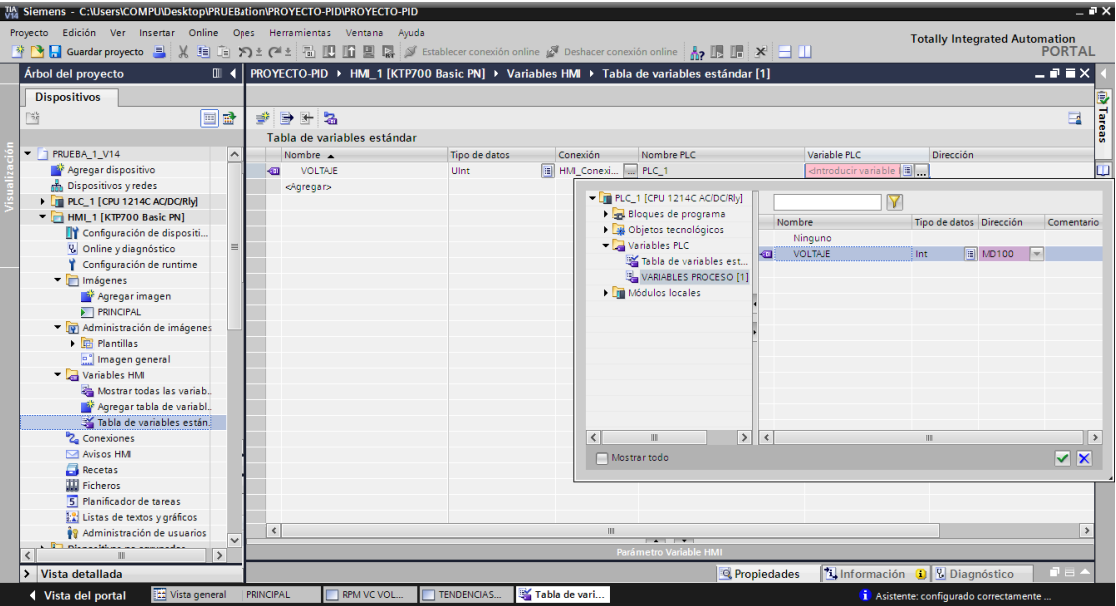 TIA V14 Siemens - C:\Users\COMPU\Desktop\PRUEBation\PROYECTO-PID\PROYECTO-PID
Proyecto Edición Ver Insertar Online Opes Herramientas Ventana Ayuda
Totally Integrated Automation
PORTAL
Guardar proyecto Establecer conexión online Deshacer conexión online
Árbol del proyecto
PROYECTO-PID HMI_1 [KTP700 Basic PN] Variables HMI Tabla de variables estándar [1]
Dispositivos
Visualización
Tareas
PRUEBA_1_V14
Agregar dispositivo
Dispositivos y redes
PLC_1 [CPU 1214C AC/DC/Rly]
HMI_1 [KTP700 Basic PN]
Configuración de dispositi...
Online y diagnóstico
Configuración de runtime
Imágenes
Agregar imagen
PRINCIPAL
Administración de imágenes
Plantillas
Imagen general
Variables HMI
Mostrar todas las variab..
Agregar tabla de variabl..
Tabla de variables están.
Conexiones
Avisos HMI
Recetas
Ficheros
Planificador de tareas
Listas de textos y gráficos
Administración de usuarios
Vista detallada
Tabla de variables estándar
Nombre Tipo de datos Conexión Nombre PLC Variable PLC Dirección
VOLTAJE UInt HMI_Conexi... PLC_1 <Introducir variable
<Agregar>
PLC_1 [CPU 1214C AC/DC/Rly]
Bloques de programa
Objetos tecnológicos
Variables PLC
Tabla de variables est...
VARIABLES PROCESO [1]
Módulos locales
Nombre Tipo de datos Dirección Comentario
Ninguno
VOLTAJE Int MD100
Mostrar todo
Parámetro Variable HMI
Propiedades Información Diagnóstico
Vista del portal Vista general PRINCIPAL RPM VC VOL... TENDENCIAS... Tabla de vari... Asistente: configurado correctamente ...